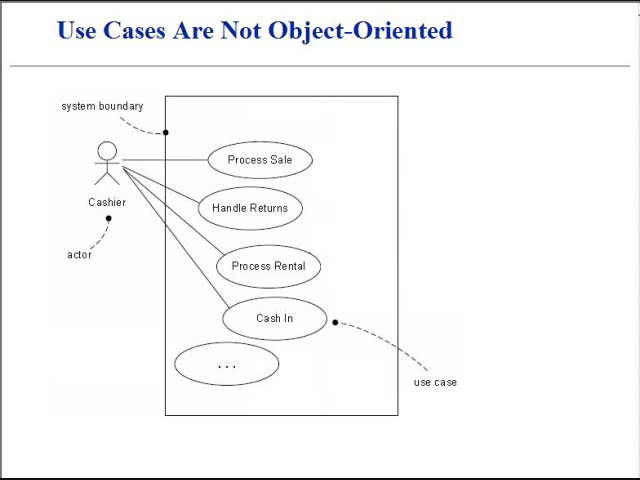 Use Cases Are Not Object-Oriented
system boundary
Process Sale
Cashier
Handle Returns
actor
Process Rental
Cash In
. . .
use case